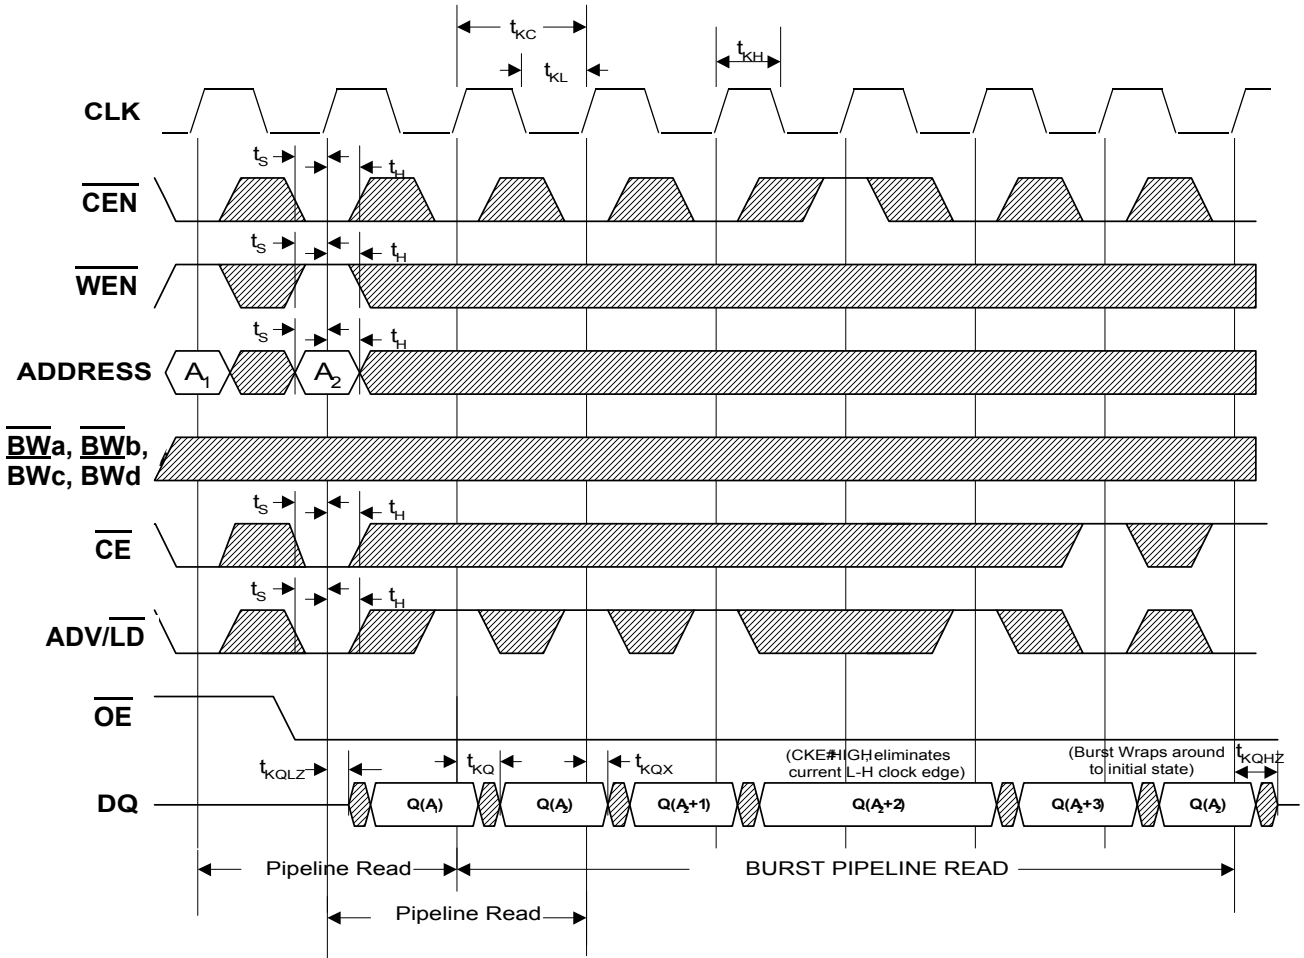 tKC
tKL
tKH
CLK
tS
tH
CEN
tS
tH
WEN
tS
tH
ADDRESS
A1
A2
BWa, BWb,
BWc, BWd
tS
tH
CE
tS
tH
ADV/LD
OE
tKQLZ
tKQ
tKQX
(CKE#HIGH, eliminates
current L-H clock edge)
(Burst Wraps around
to initial state)
tKQHZ
DQ
Q(A1)
Q(A2)
Q(A2+1)
Q(A2+2)
Q(A2+3)
Q(A2)
Pipeline Read
BURST PIPELINE READ
Pipeline Read